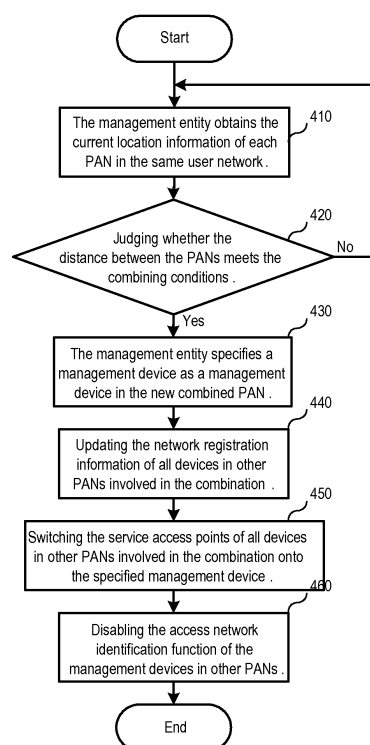 Start
The management entity obtains the
current location information of each
PAN in the same user network .
410
Judging whether the
distance between the PANs meets the
combining conditions .
420
No
Yes
430
The management entity specifies a
management device as a management
device in the new combined PAN .
440
Updating the network registration
information of all devices in other
PANs involved in the combination .
450
Switching the service access points of all devices
in other PANs involved in the combination onto
the specified management device .
460
Disabling the access network
identification function of the
management devices in other PANs .
End